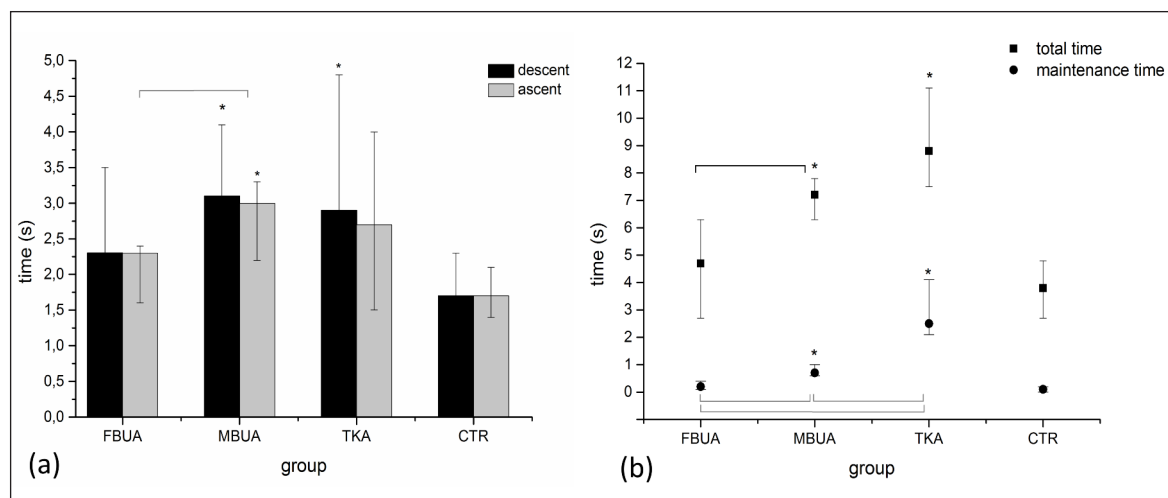 5,0
4,5
4,0
3,5
3,0
2,5
2,0
1,5
1,0
0,5
0,0
time (s)
*
*
*
descent
ascent
FBUA MBUA TKA CTR
group
(a)
total time
maintenance time
12
11
10
9
8
7
6
5
4
3
2
1
0
time (s)
*
*
*
*
FBUA MBUA TKA CTR
group
(b)